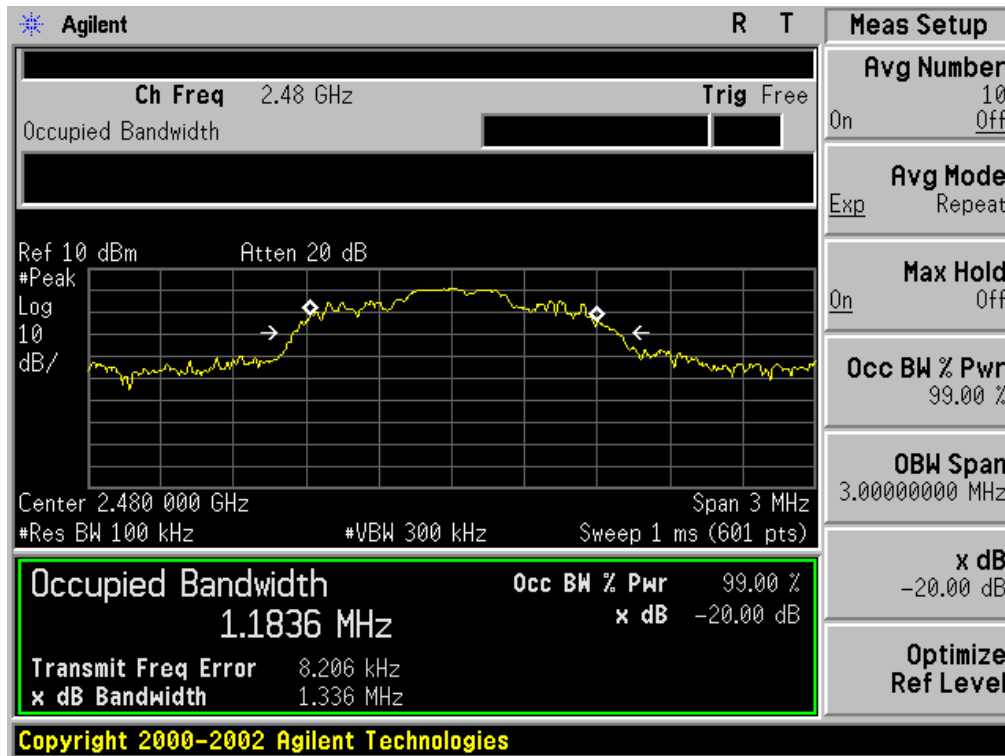 Agilent R T
Meas Setup
Ch Freq 2.48 GHz Trig Free
Occupied Bandwidth
Ref 10 dBm Atten 20 dB
#Peak
Log
10
dB/
Center 2.480 000 GHz Span 3 MHz
#Res BW 100 kHz #VBW 300 kHz Sweep 1 ms (601 pts)
Occupied Bandwidth
1.1836 MHz
Occ BW % Pwr 99.00 %
x dB -20.00 dB
Transmit Freq Error 8.206 kHz
x dB Bandwidth 1.336 MHz
Avg Number
10
On Off
Avg Mode
Exp Repeat
Max Hold
On Off
Occ BW % Pwr
99.00 %
OBW Span
3.00000000 MHz
x dB
-20.00 dB
Optimize
Ref Level
Copyright 2000-2002 Agilent Technologies